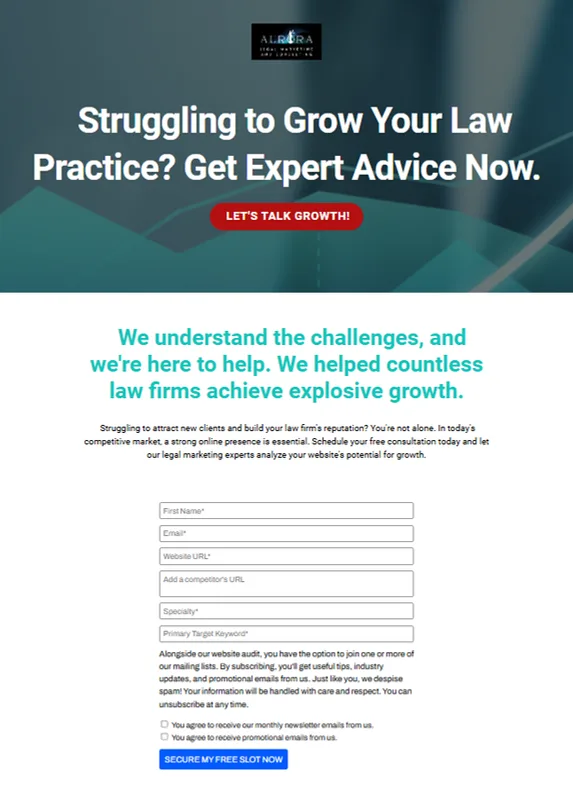 AURORA
LEGAL MARKETING
AND CONSULTING
Struggling to Grow Your Law
Practice? Get Expert Advice Now.
LET'S TALK GROWTH!
We understand the challenges, and
we're here to help. We helped countless
law firms achieve explosive growth.
Struggling to attract new clients and build your law firm's reputation? You're not alone. In today's
competitive market, a strong online presence is essential. Schedule your free consultation today and let
our legal marketing experts analyze your website's potential for growth.
First Name*
Email*
Website URL*
Add a competitor's URL
Specialty*
Primary Target Keyword*
Alongside our website audit, you have the option to join one or more of
our mailing lists. By subscribing, you'll get useful tips, industry
updates, and promotional emails from us. Just like you, we despise
spam! Your information will be handled with care and respect. You can
unsubscribe at any time.
You agree to receive our monthly newsletter emails from us.
You agree to receive promotional emails from us.
SECURE MY FREE SLOT NOW